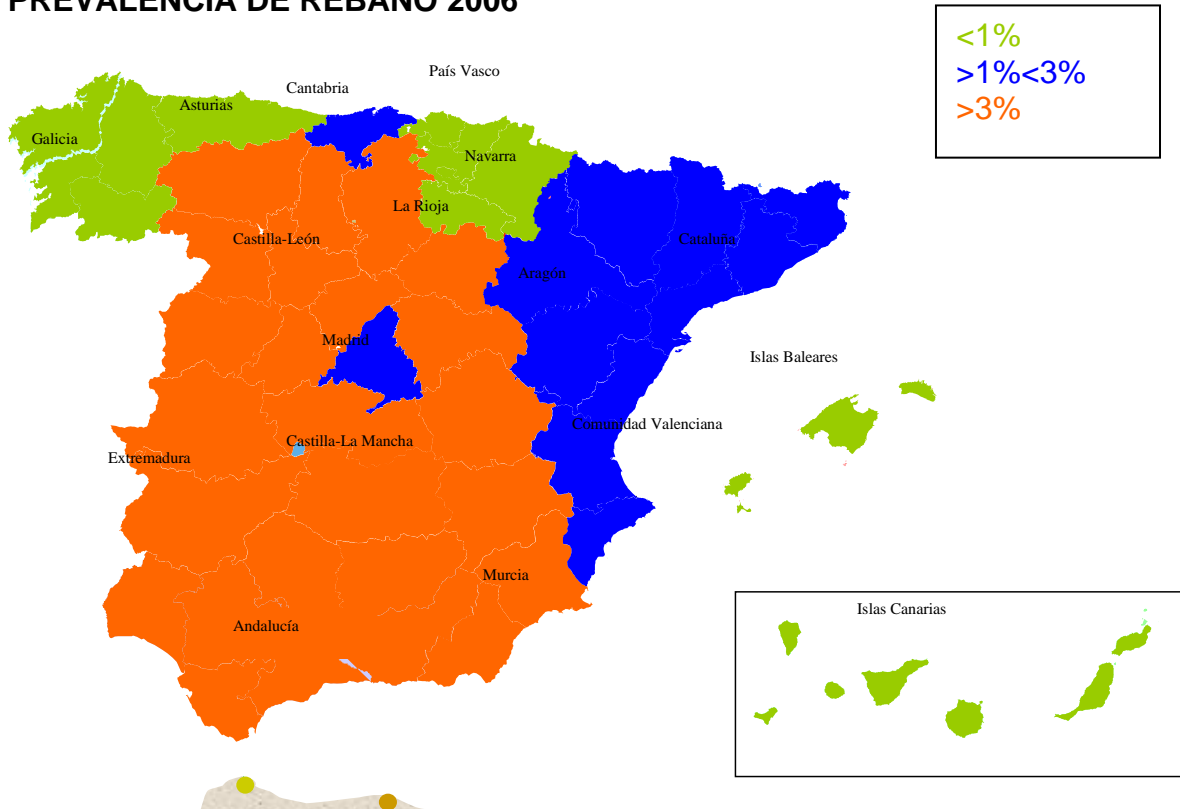 PREVALENCIA DE REBAÑO 2006
<1%
>1%<3%
>3%
País Vasco
Cantabria
Asturias
Galicia
Navarra
La Rioja
Castilla-León
Cataluña
Aragón
Madrid
Islas Baleares
Comunidad Valenciana
Castilla-La Mancha
Extremadura
Murcia
Islas Canarias
Andalucía